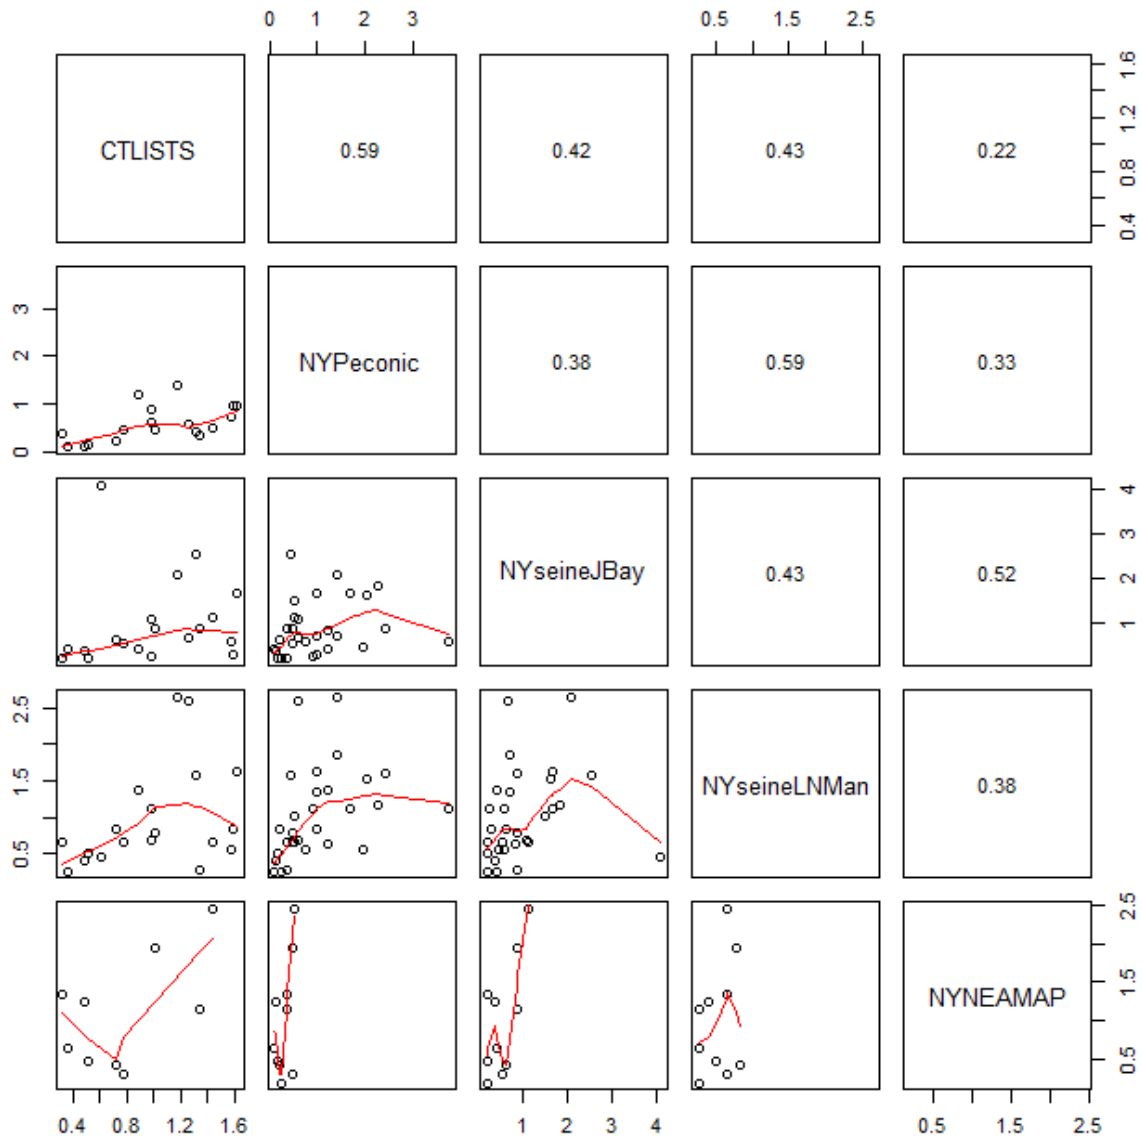 0 1 2 3 0.5 1.5 2.5
CTLISTS 0.59 0.42 0.43 0.22
0.4 0.8 1.2 1.6
0 1 2 3
NYPeconic 0.38 0.59 0.33
NYseineJBay 0.43 0.52
1 2 3 4
0.5 1.5 2.5
NYseineLNMan 0.38
NYNEAMAP
0.5 1.5 2.5
0.4 0.8 1.2 1.6 1 2 3 4 0.5 1.5 2.5